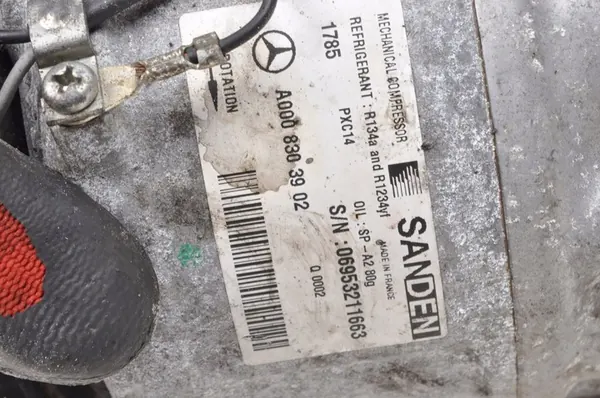 SANDEN
MADE IN FRANCE
MECHANICAL COMPRESSOR
REFRIGERANT : R134a and R1234yf
OIL : SP-A2 80g
1785 PXC14
S/N : 06953211663
A000 830 39 02
Q 0002
ROTATION